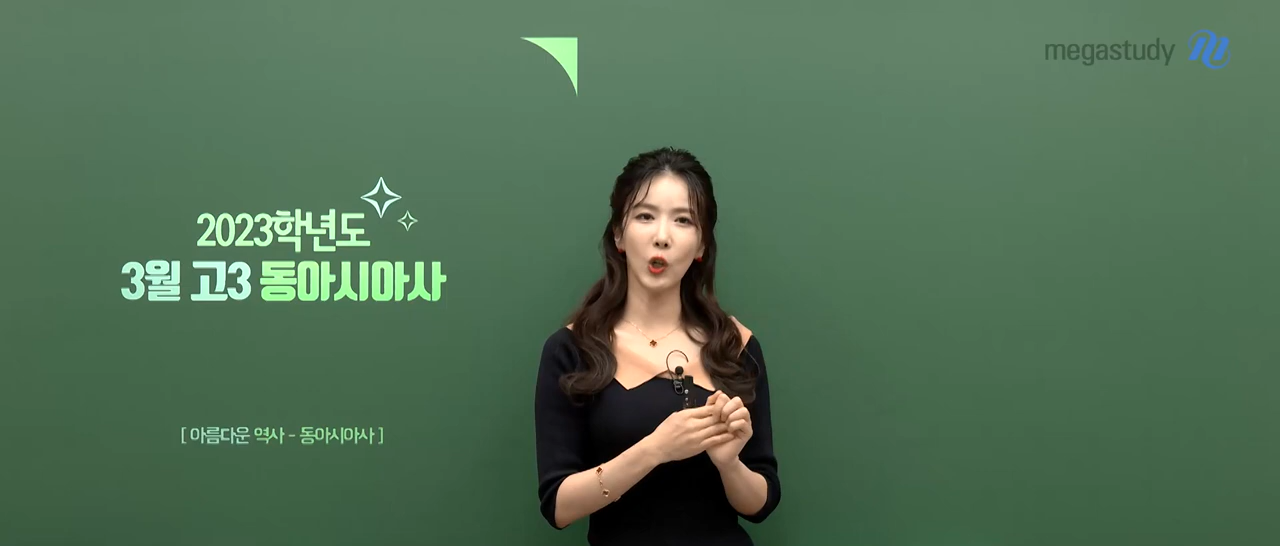 megastudy
2023학년도
3월 고3 동아시아사
[ 아름다운 역사 - 동아시아사 ]